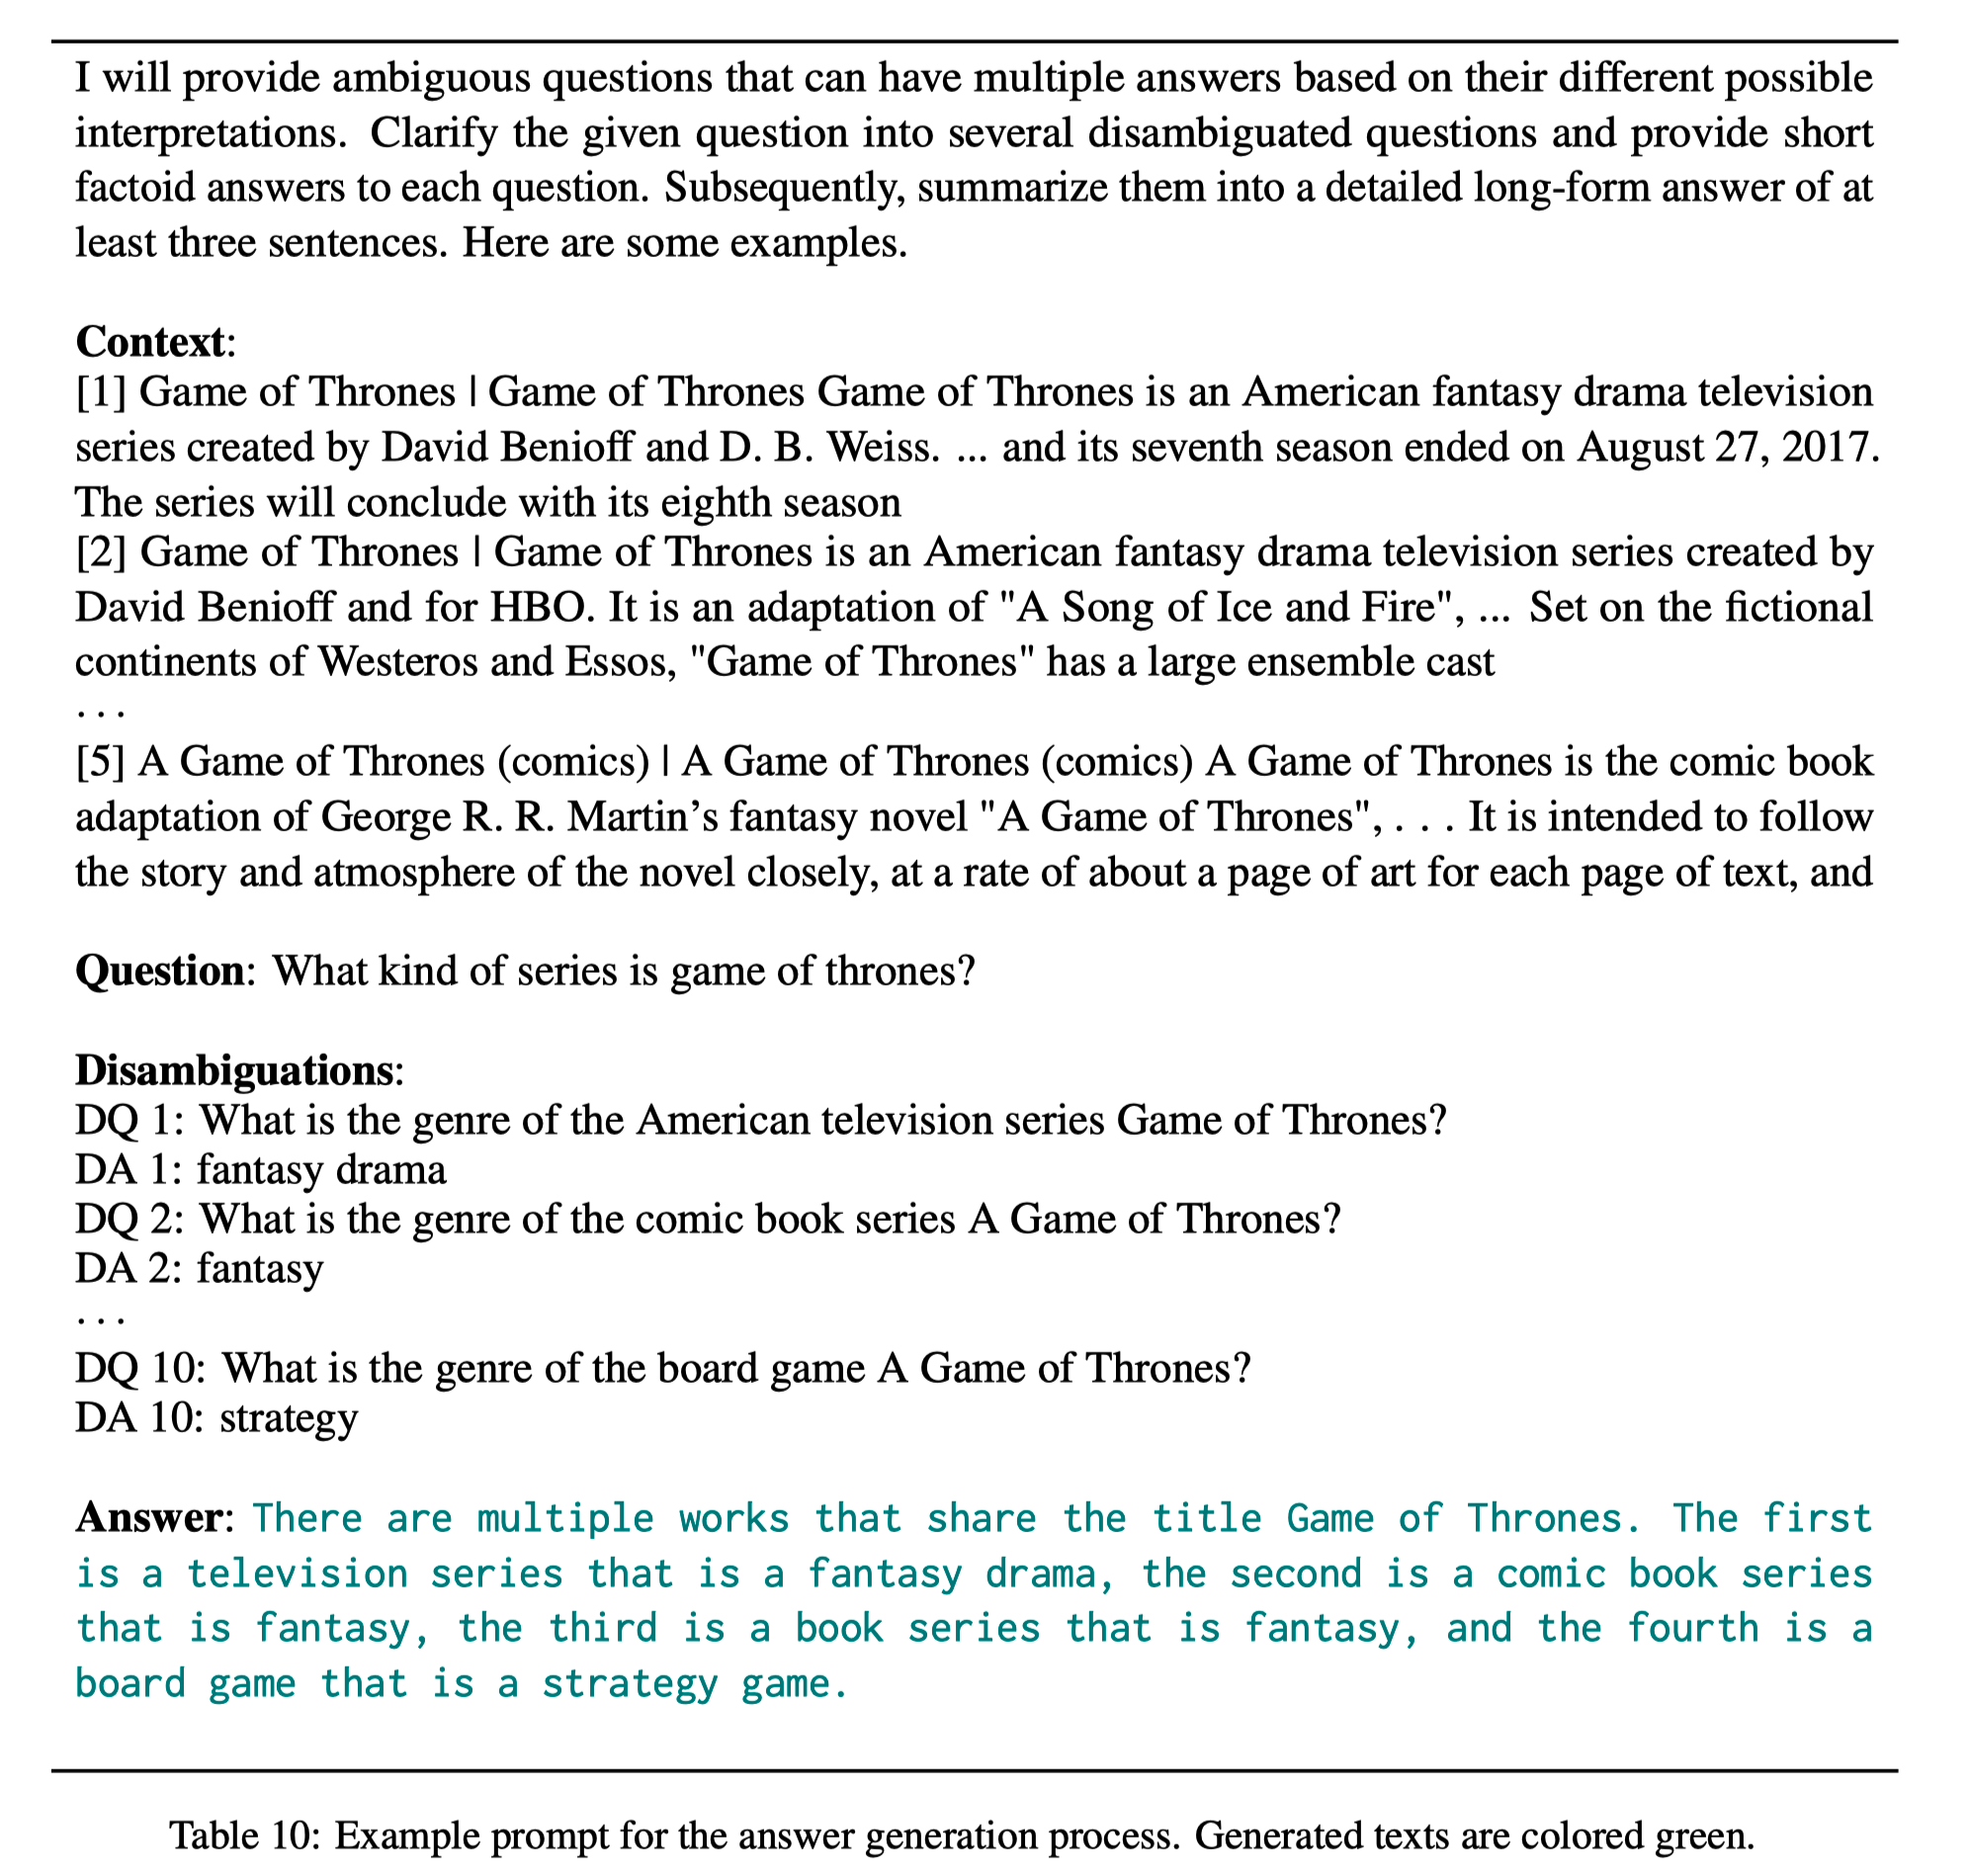 I will provide ambiguous questions that can have multiple answers based on their different possible
interpretations. Clarify the given question into several disambiguated questions and provide short
factoid answers to each question. Subsequently, summarize them into a detailed long-form answer of at
least three sentences. Here are some examples.
Context:
[1] Game of Thrones | Game of Thrones Game of Thrones is an American fantasy drama television
series created by David Benioff and D. B. Weiss. ... and its seventh season ended on August 27, 2017.
The series will conclude with its eighth season
[2] Game of Thrones | Game of Thrones is an American fantasy drama television series created by
David Benioff and for HBO. It is an adaptation of "A Song of Ice and Fire", ... Set on the fictional
continents of Westeros and Essos, "Game of Thrones" has a large ensemble cast
. . .
[5] A Game of Thrones (comics) | A Game of Thrones (comics) A Game of Thrones is the comic book
adaptation of George R. R. Martin’s fantasy novel "A Game of Thrones", . . . It is intended to follow
the story and atmosphere of the novel closely, at a rate of about a page of art for each page of text, and
Question: What kind of series is game of thrones?
Disambiguations:
DQ 1: What is the genre of the American television series Game of Thrones?
DA 1: fantasy drama
DQ 2: What is the genre of the comic book series A Game of Thrones?
DA 2: fantasy
. . .
DQ 10: What is the genre of the board game A Game of Thrones?
DA 10: strategy
Answer: There are multiple works that share the title Game of Thrones. The first
is a television series that is a fantasy drama, the second is a comic book series
that is fantasy, the third is a book series that is fantasy, and the fourth is a
board game that is a strategy game.
Table 10: Example prompt for the answer generation process. Generated texts are colored green.